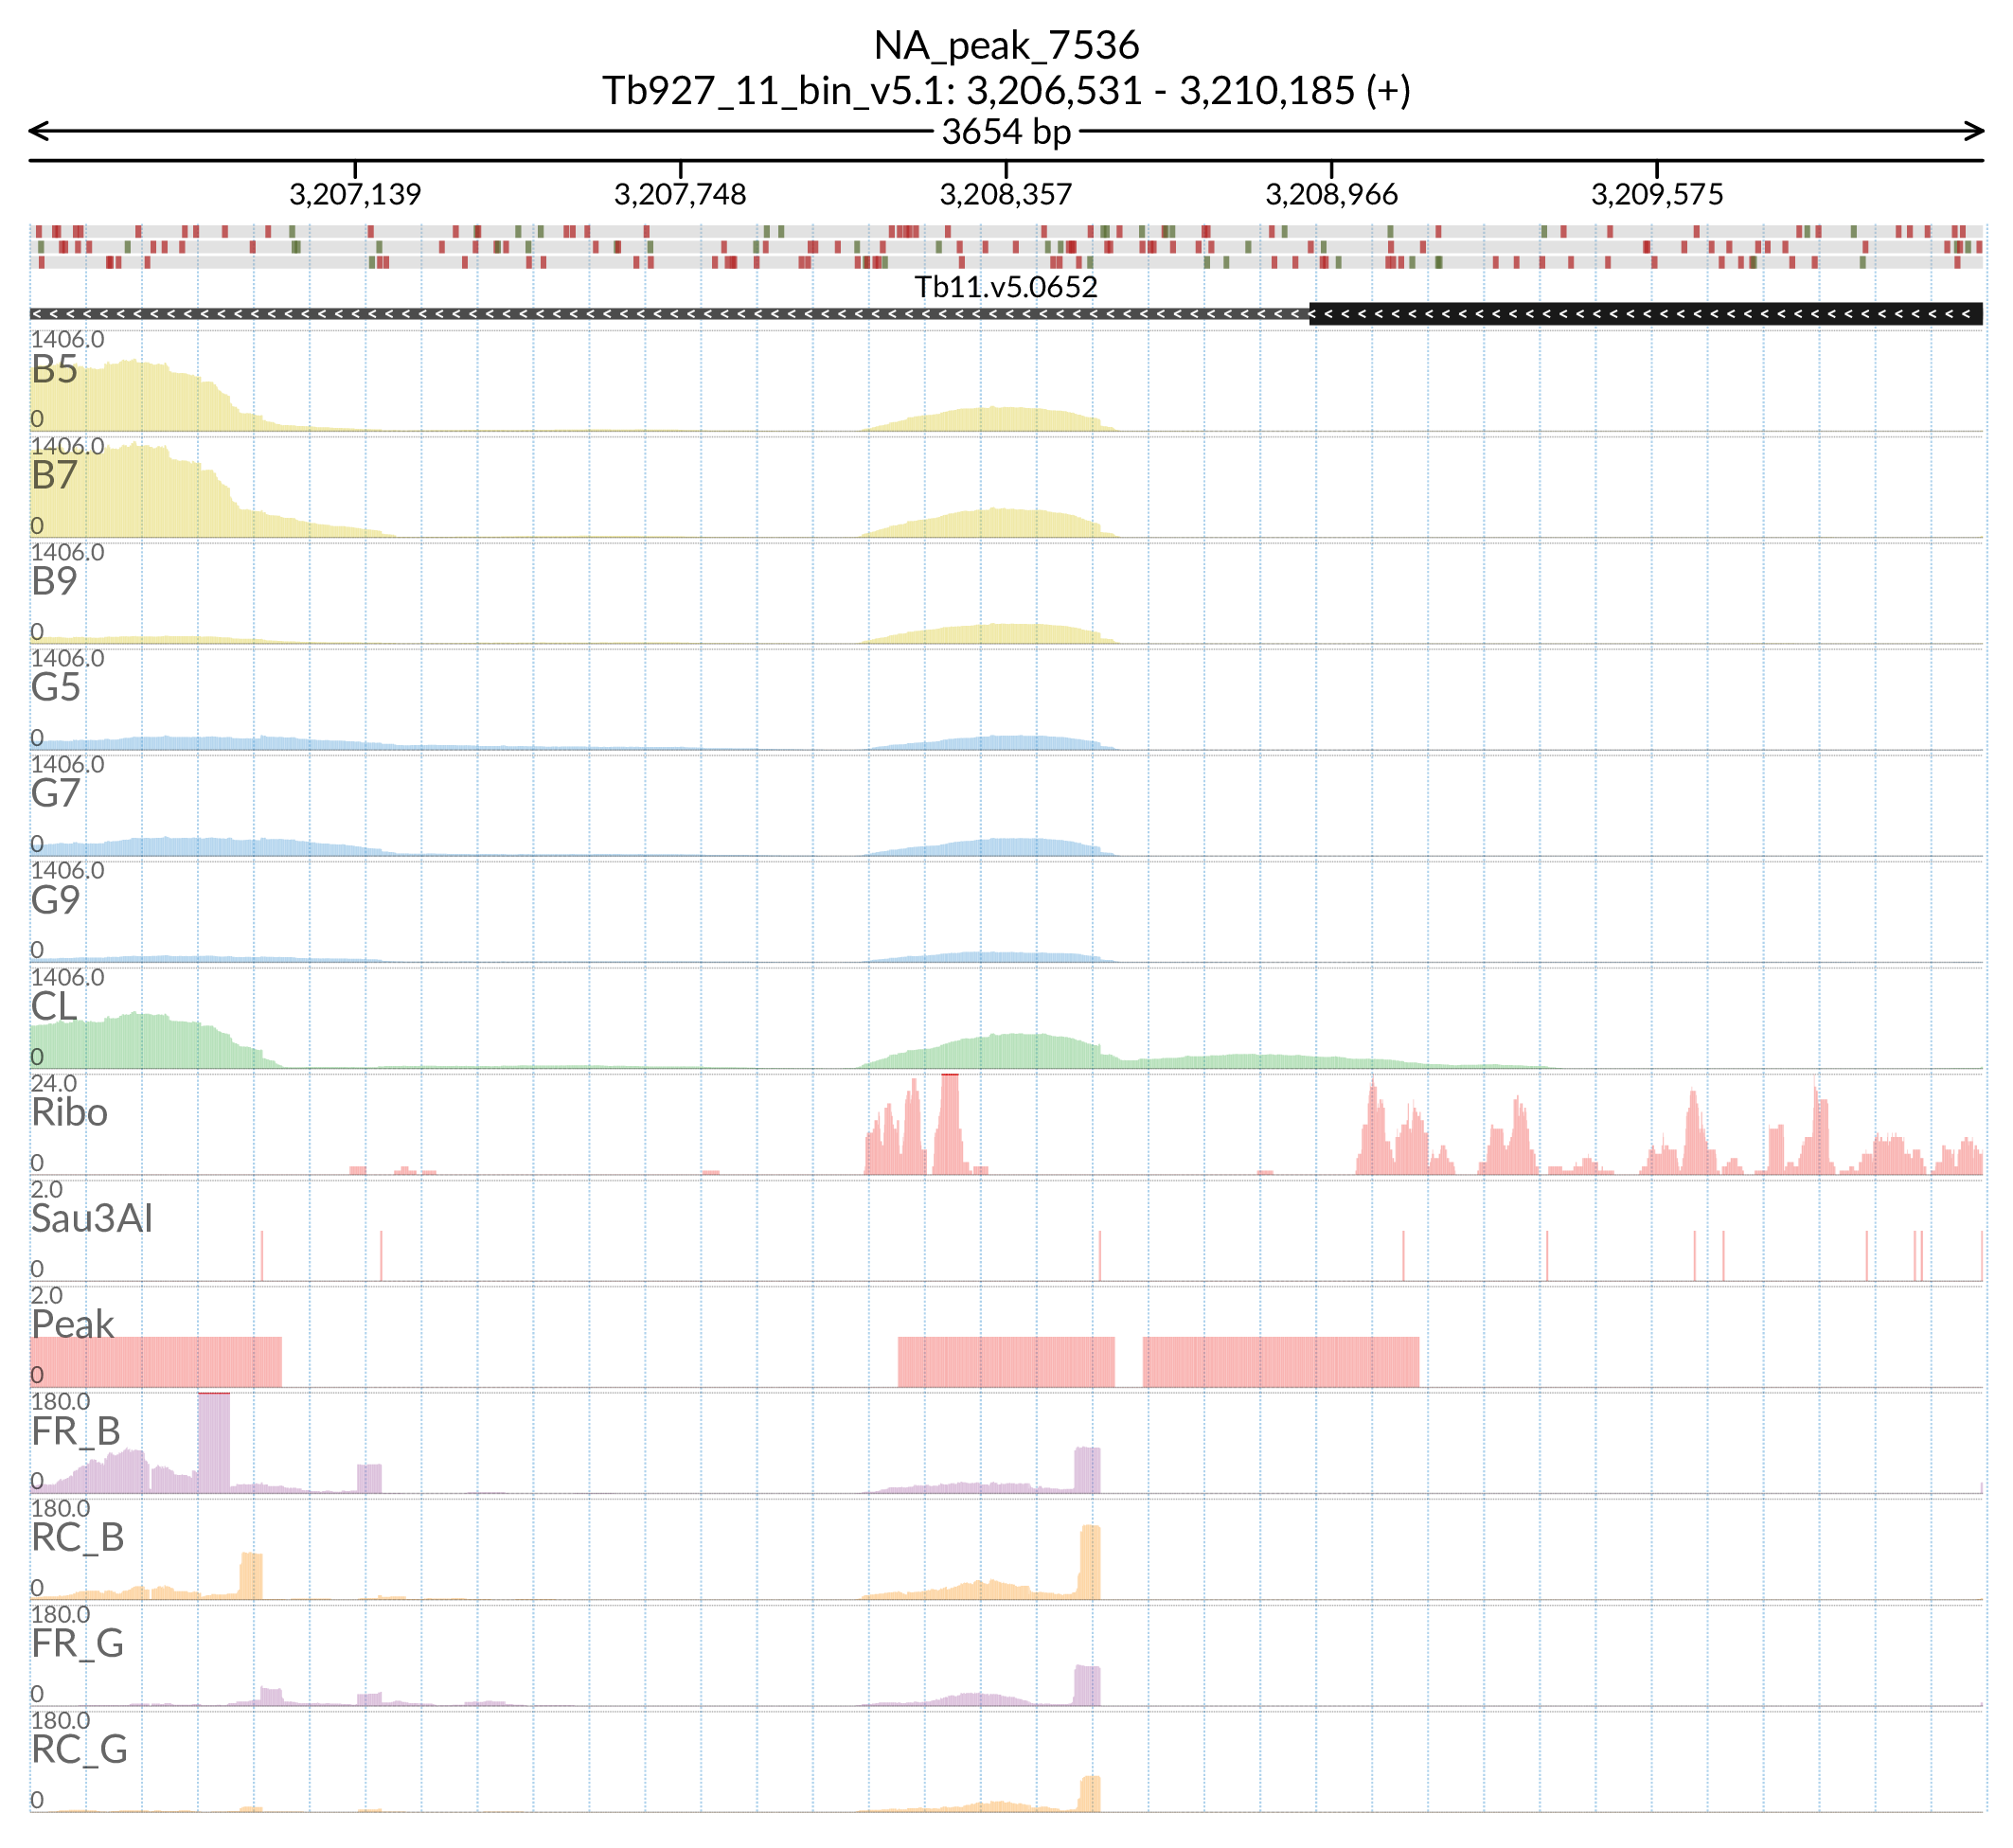 NA_peak_7536
Tb927_11_bin_v5.1: 3,206,531 - 3,210,185 (+)
3654 bp
3,207,139 3,207,748 3,208,357 3,208,966 3,209,575
Tb11.v5.0652
1406.0
B5
0
1406.0
B7
0
1406.0
B9
0
1406.0
G5
0
1406.0
G7
0
1406.0
G9
0
1406.0
CL
0
24.0
Ribo
0
2.0
Sau3AI
0
2.0
Peak
0
180.0
FR_B
0
180.0
RC_B
0
180.0
FR_G
0
180.0
RC_G
0